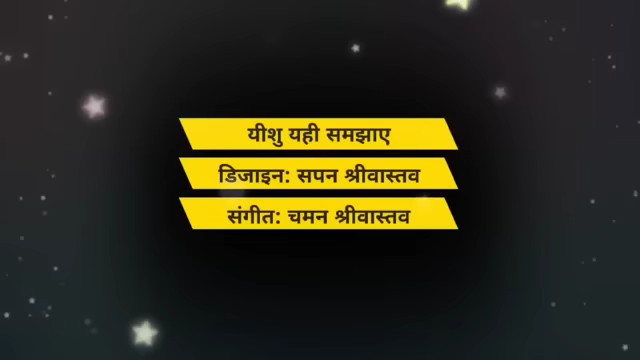 यीशु यही समझाए
डिजाइन: सपन श्रीवास्तव
संगीत: चमन श्रीवास्तव